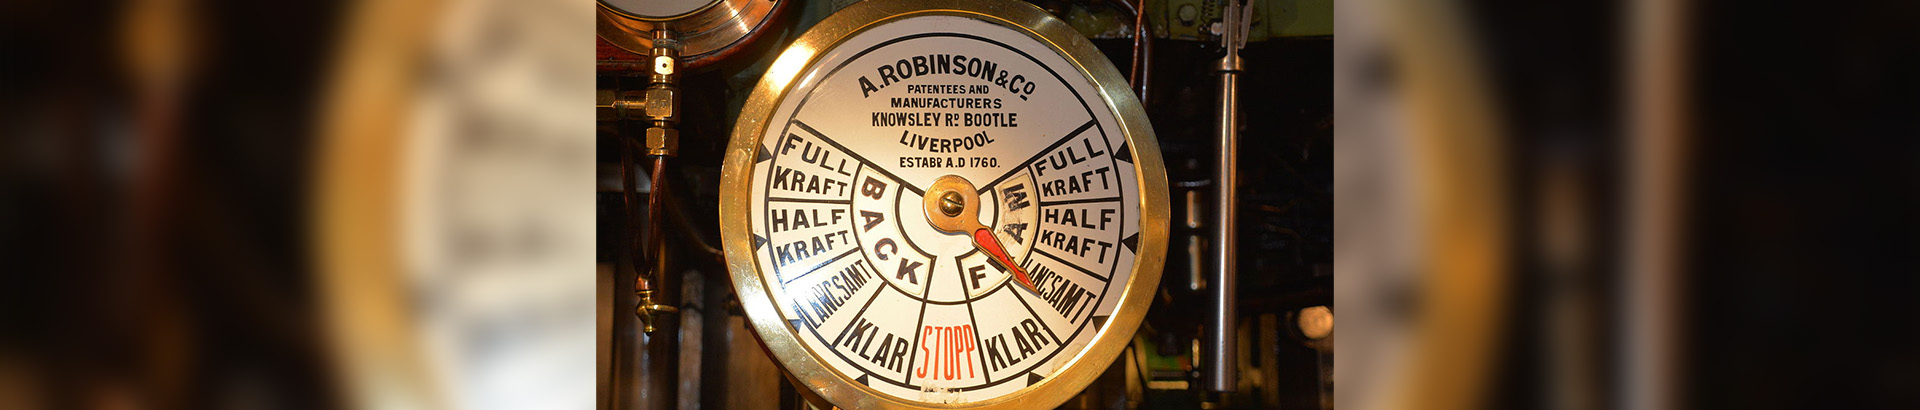 A. ROBINSON & Cº
PATENTEES AND
MANUFACTURERS
KNOWSLEY Rᴰ BOOTLE
LIVERPOOL
ESTABᴰ A.D 1760.
FULL
KRAFT
HALF
KRAFT
LANGSAMT
KLAR
STOPP
KLAR
LANGSAMT
HALF
KRAFT
FULL
KRAFT
BACK
FRAM